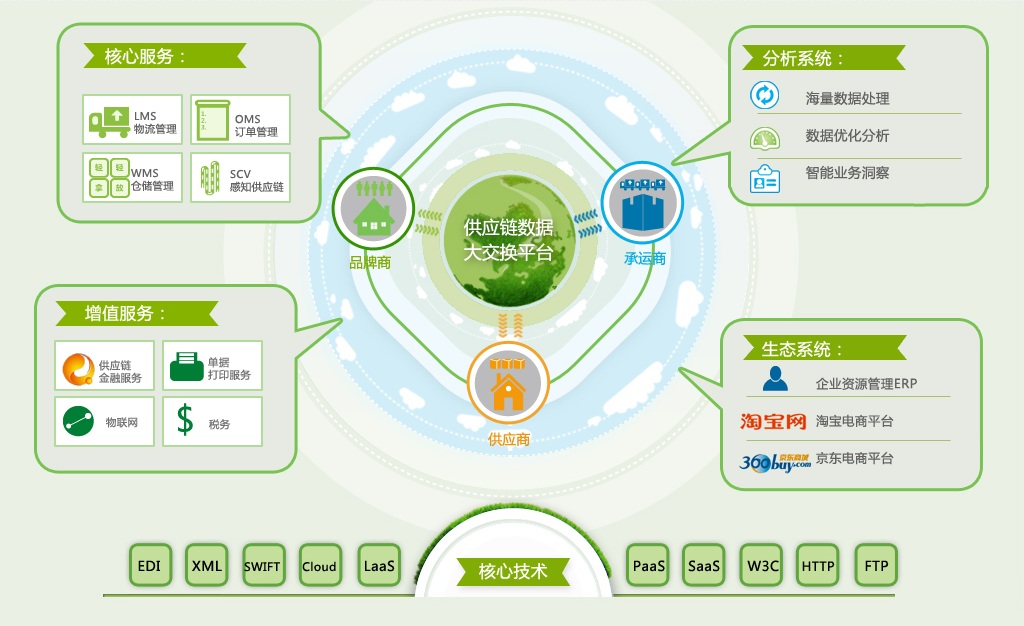 核心服务：
LMS
物流管理
1.
2.
3.
OMS
订单管理
轻 轻
拿 放
WMS
仓储管理
SCV
感知供应链
分析系统：
海量数据处理
数据优化分析
智能业务洞察
供应链数据
大交换平台
品牌商
承运商
供应商
增值服务：
供应链
金融服务
单据
打印服务
物联网
$
税务
生态系统：
企业资源管理ERP
淘宝网 淘宝电商平台
京东商城
360buy.com 京东电商平台
核心技术
EDI XML SWIFT Cloud LaaS PaaS SaaS W3C HTTP FTP